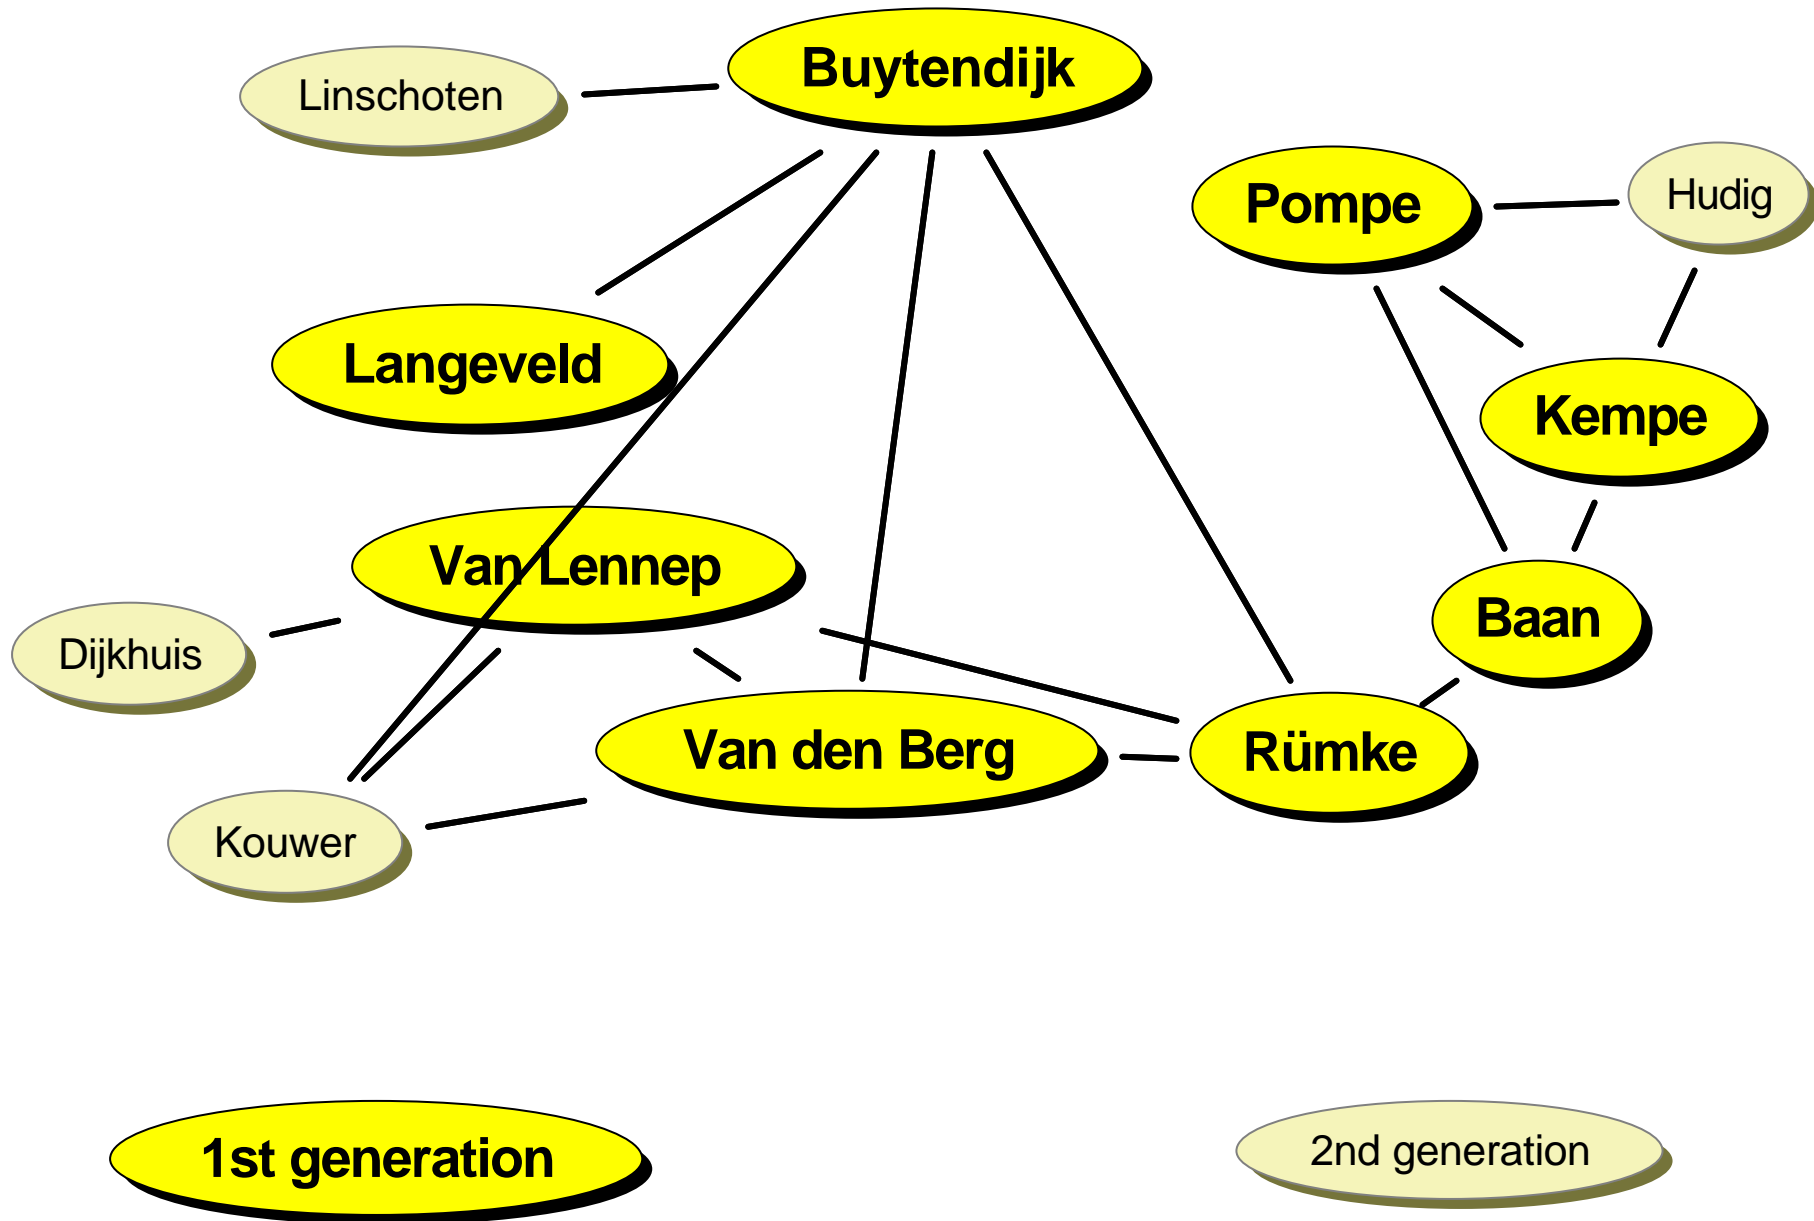 Buytendijk
Linschoten
Pompe
Hudig
Langeveld
Kempe
Van Lennep
Baan
Dijkhuis
Van den Berg
Rümke
Kouwer
1st generation
2nd generation